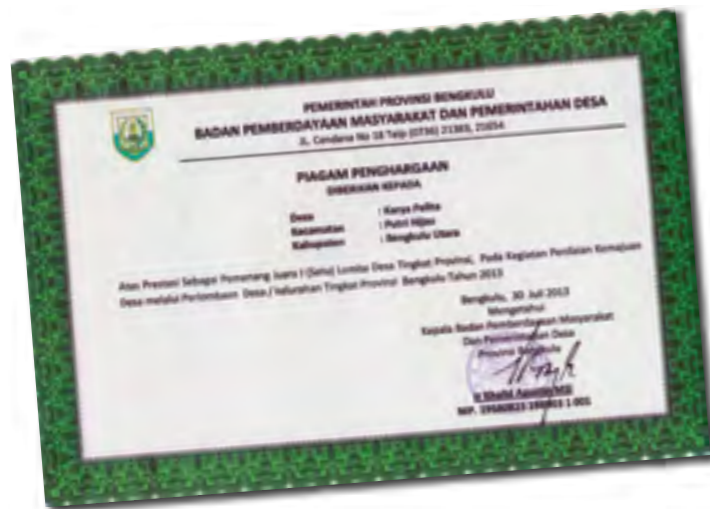 PEMERINTAH PROVINSI BENGKULU
BADAN PEMBERDAYAAN MASYARAKAT DAN PEMERINTAHAN DESA
JL. Cendana No 18 Telp (0736) 21383, 21654
PIAGAM PENGHARGAAN
DIBERIKAN KEPADA
Desa : Karya Pelita
Kecamatan : Putri Hijau
Kabupaten : Bengkulu Utara
Atas Prestasi Sebagai Pemenang Juara I (Satu) Lomba Desa Tingkat Provinsi, Pada Kegiatan Penilaian Kemajuan
Desa melalui Perlombaan Desa / Kelurahan Tingkat Provinsi Bengkulu Tahun 2013
Bengkulu, 30 Juli 2013
Mengetahui
Kepala Badan Pemberdayaan Masyarakat
Dan Pemerintahan Desa
Provinsi Bengkulu
NIP.